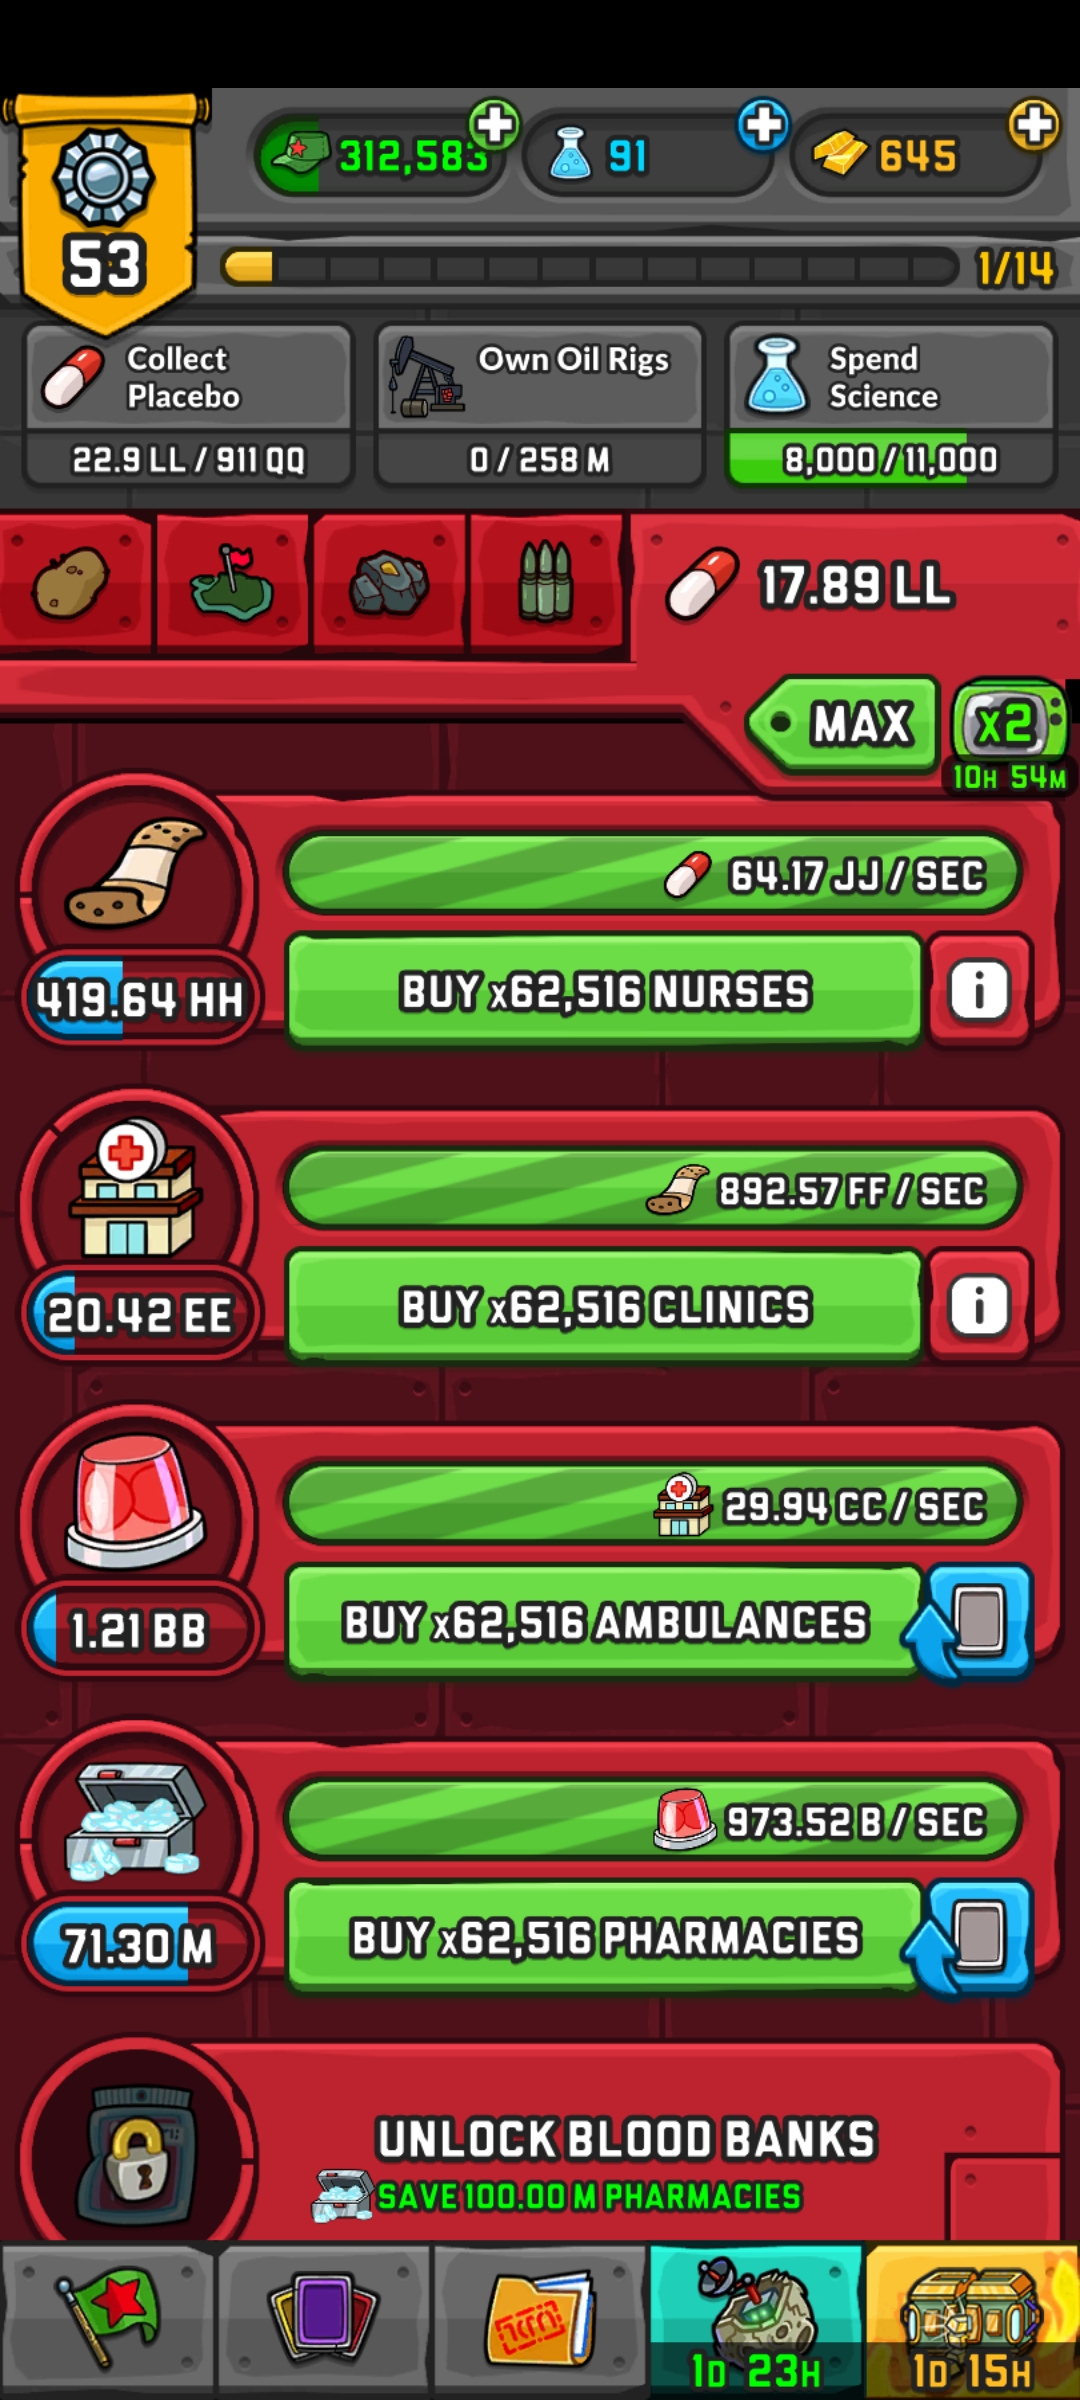 312,583
91
645
53
1/14
Collect
Placebo
22.9 LL / 911 QQ
Own Oil Rigs
0 / 258 M
Spend
Science
8,000 / 11,000
17.89 LL
MAX
x2
10H 54M
64.17 JJ / SEC
419.64 HH
BUY x62,516 NURSES
i
892.57 FF / SEC
20.42 EE
BUY x62,516 CLINICS
i
29.94 CC / SEC
1.21 BB
BUY x62,516 AMBULANCES
973.52 B / SEC
71.30 M
BUY x62,516 PHARMACIES
UNLOCK BLOOD BANKS
SAVE 100.00 M PHARMACIES
1D 23H
1D 15H